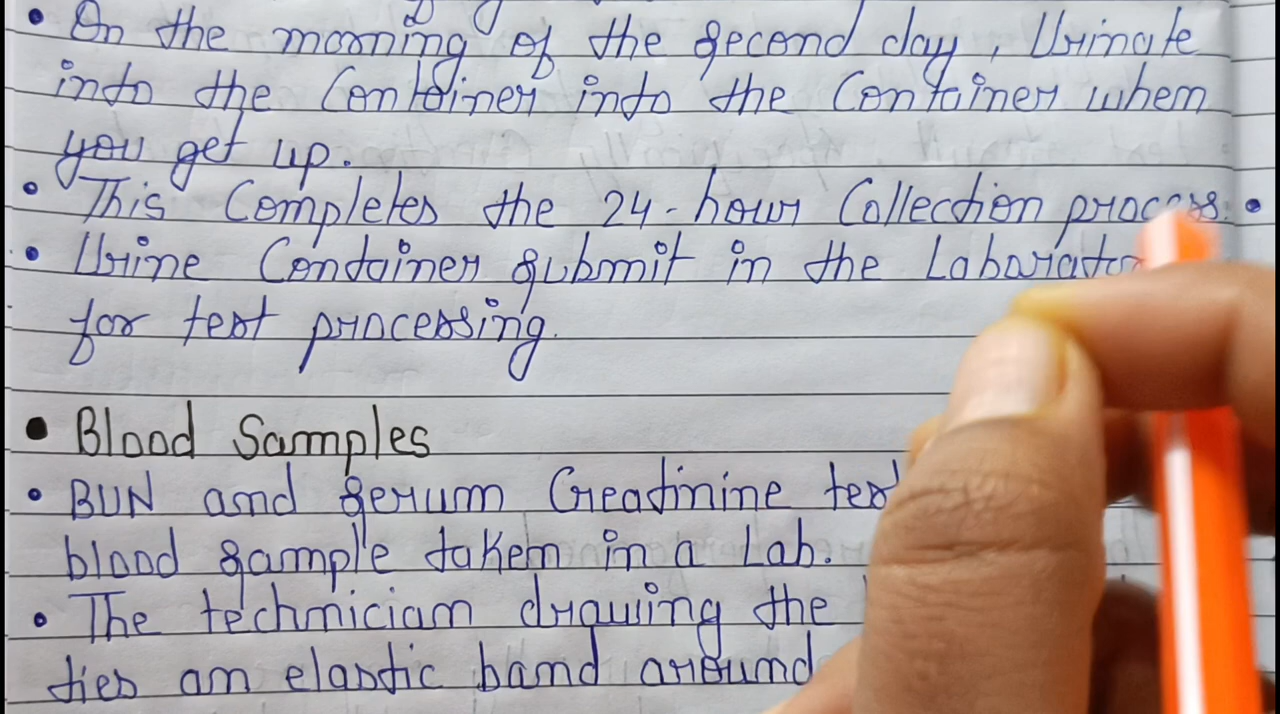 • On the morning of the second day, Urinate
into the Container into the Container when
you get up.
• This Completes the 24-hour Collection process. •
• Urine Container submit in the
for test processing.
• Blood Samples
• BUN and serum Creatinine
blood sample taken in a Lab.
• The technician drawing the
ties an elastic band around